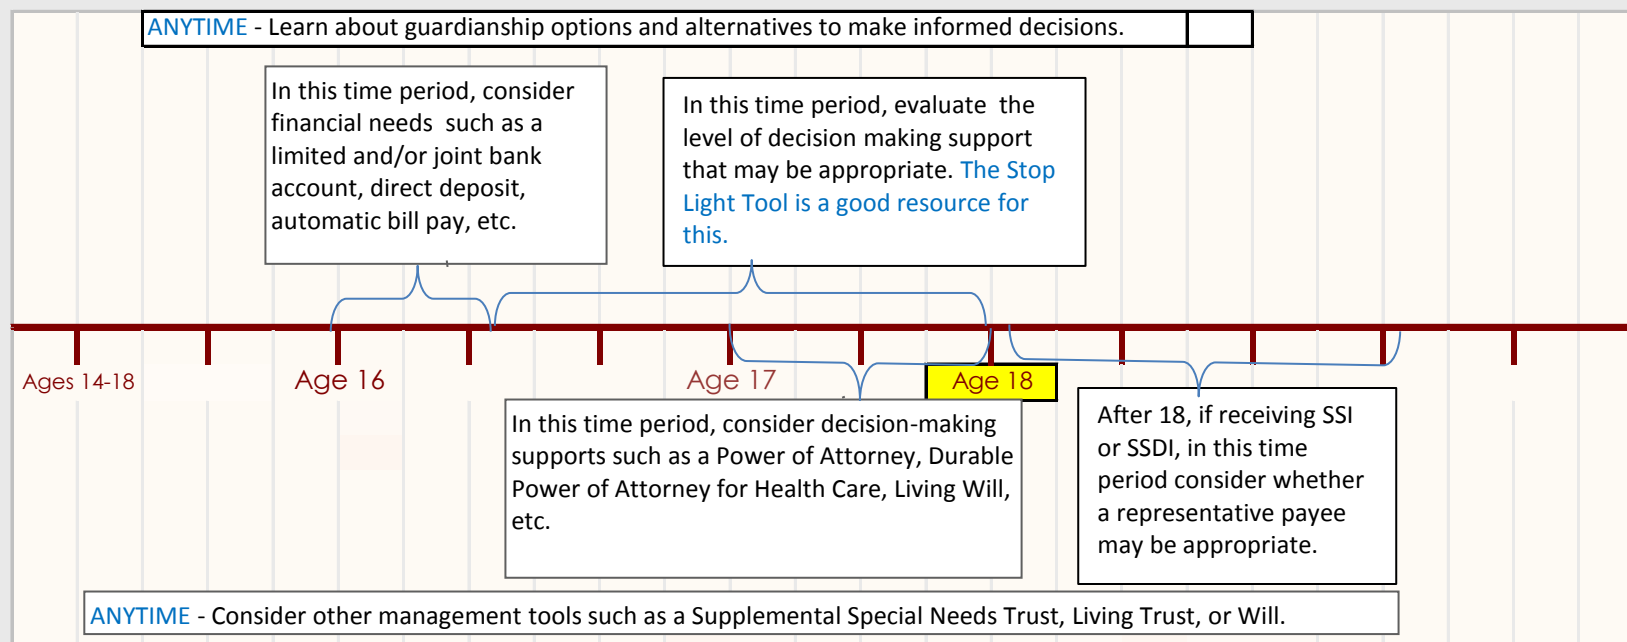 ANYTIME - Learn about guardianship options and alternatives to make informed decisions.
In this time period, consider
financial needs such as a
limited and/or joint bank
account, direct deposit,
automatic bill pay, etc.
In this time period, evaluate the
level of decision making support
that may be appropriate. The Stop
Light Tool is a good resource for
this.
Ages 14-18
Age 16
Age 17
Age 18
In this time period, consider decision-making
supports such as a Power of Attorney, Durable
Power of Attorney for Health Care, Living Will,
etc.
After 18, if receiving SSI
or SSDI, in this time
period consider whether
a representative payee
may be appropriate.
ANYTIME - Consider other management tools such as a Supplemental Special Needs Trust, Living Trust, or Will.